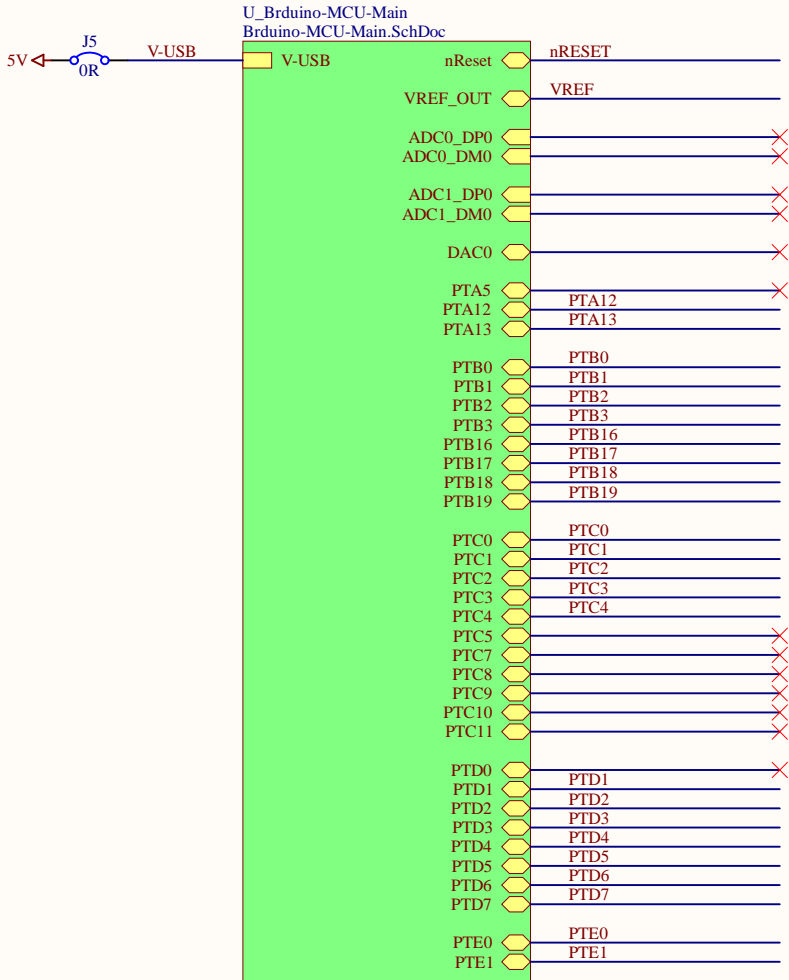 U_Brduino-MCU-Main
Brduino-MCU-Main.SchDoc
5V J5 0R V-USB V-USB nReset nRESET
VREF_OUT VREF
ADC0_DP0
ADC0_DM0
ADC1_DP0
ADC1_DM0
DAC0
PTA5
PTA12 PTA12
PTA13 PTA13
PTB0 PTB0
PTB1 PTB1
PTB2 PTB2
PTB3 PTB3
PTB16 PTB16
PTB17 PTB17
PTB18 PTB18
PTB19 PTB19
PTC0 PTC0
PTC1 PTC1
PTC2 PTC2
PTC3 PTC3
PTC4 PTC4
PTC5
PTC7
PTC8
PTC9
PTC10
PTC11
PTD0
PTD1 PTD1
PTD2 PTD2
PTD3 PTD3
PTD4 PTD4
PTD5 PTD5
PTD6 PTD6
PTD7 PTD7
PTE0 PTE0
PTE1 PTE1